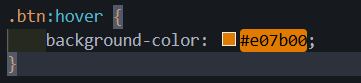 .btn:hover {
    background-color: #e07b00;
}